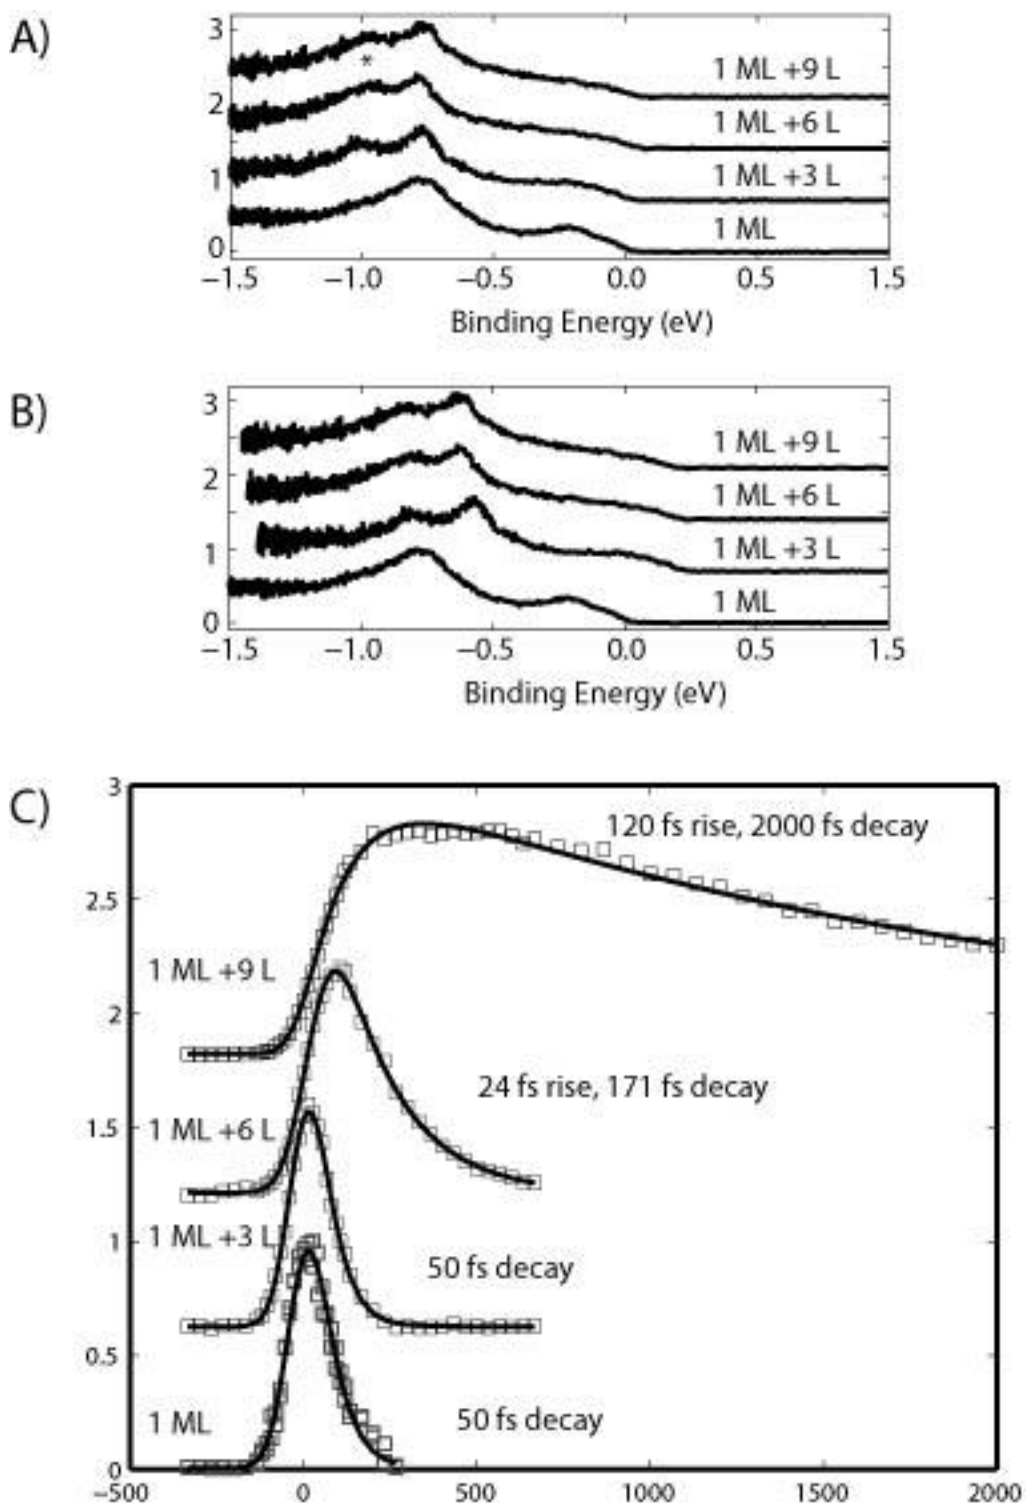 A)
3
2
1
0
*
1 ML +9 L
1 ML +6 L
1 ML +3 L
1 ML
−1.5 −1.0 −0.5 0.0 0.5 1.5
Binding Energy (eV)
B)
3
2
1
0
1 ML +9 L
1 ML +6 L
1 ML +3 L
1 ML
−1.5 −1.0 −0.5 0.0 0.5 1.5
Binding Energy (eV)
C)
3
2.5
2
1.5
1
0.5
0
120 fs rise, 2000 fs decay
1 ML +9 L
24 fs rise, 171 fs decay
1 ML +6 L
1 ML +3 L
50 fs decay
1 ML
50 fs decay
−500 0 500 1000 1500 2000